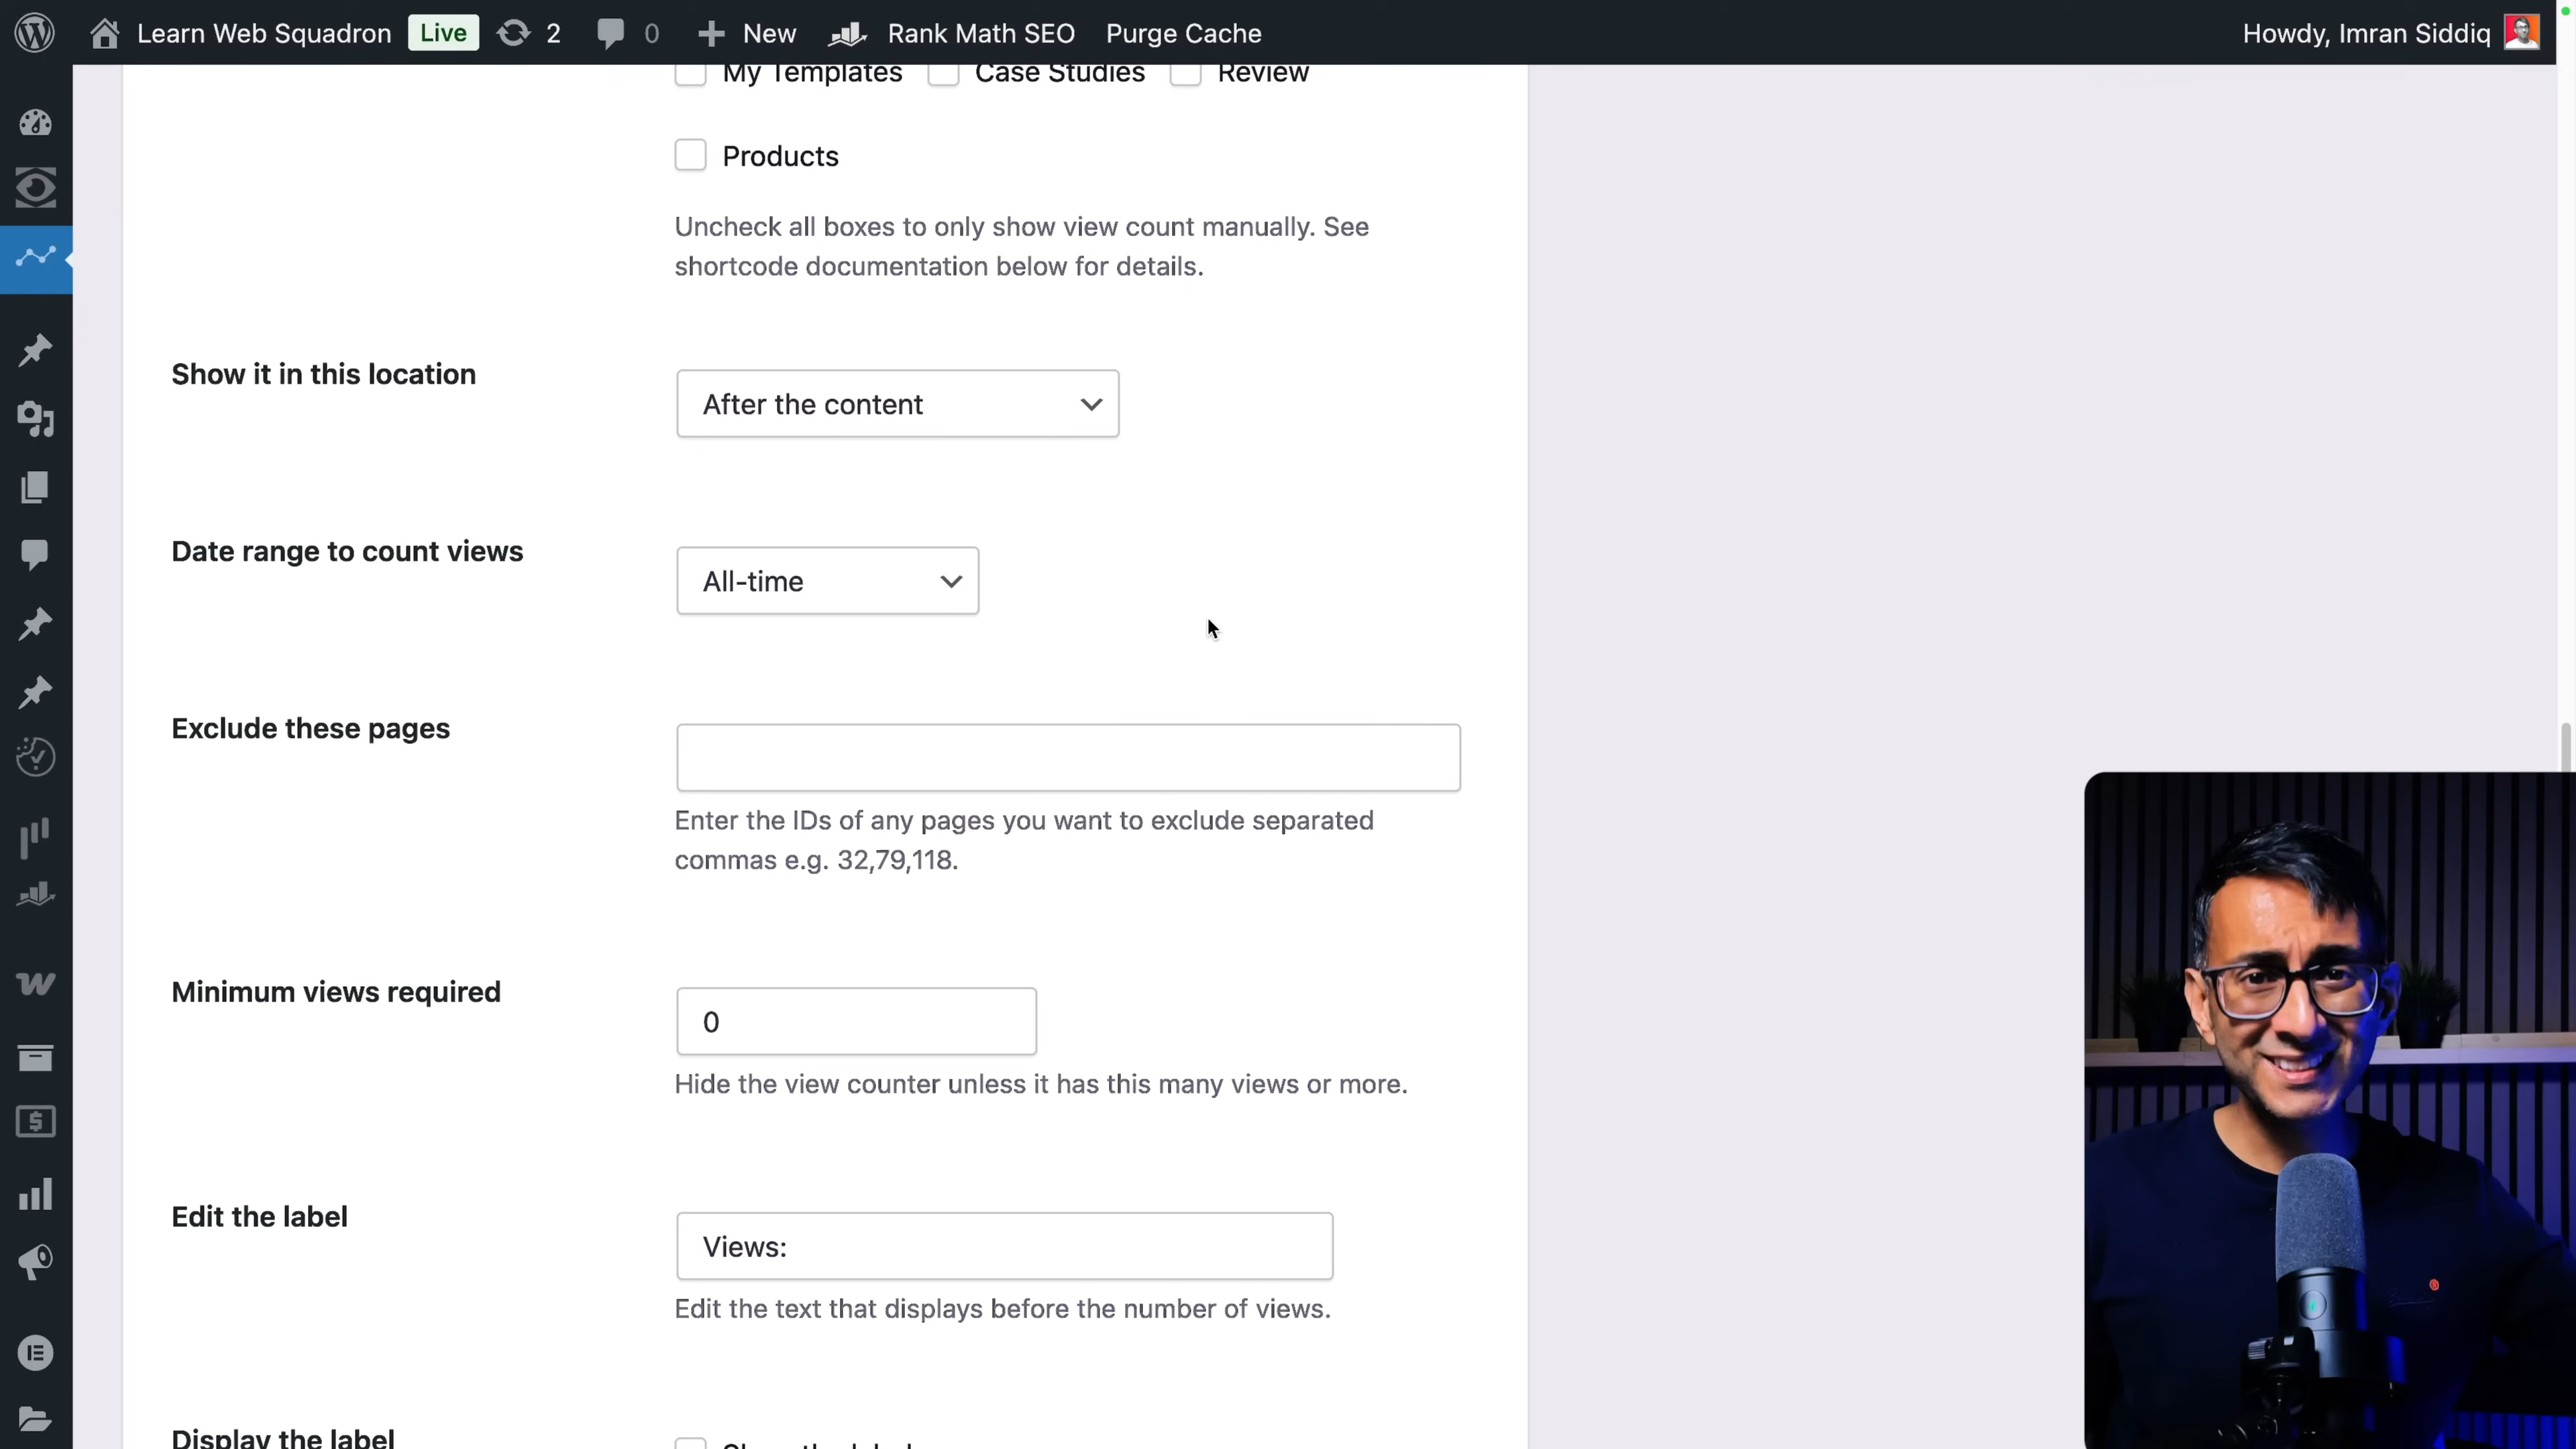 Learn Web Squadron Live 2 0 New Rank Math SEO Purge Cache Howdy, Imran Siddiq
My Templates Case Studies Review
Products
Uncheck all boxes to only show view count manually. See
shortcode documentation below for details.
Show it in this location
After the content
Date range to count views
All-time
Exclude these pages
Enter the IDs of any pages you want to exclude separated
commas e.g. 32,79,118.
Minimum views required
0
Hide the view counter unless it has this many views or more.
Edit the label
Views:
Edit the text that displays before the number of views.
Display the label